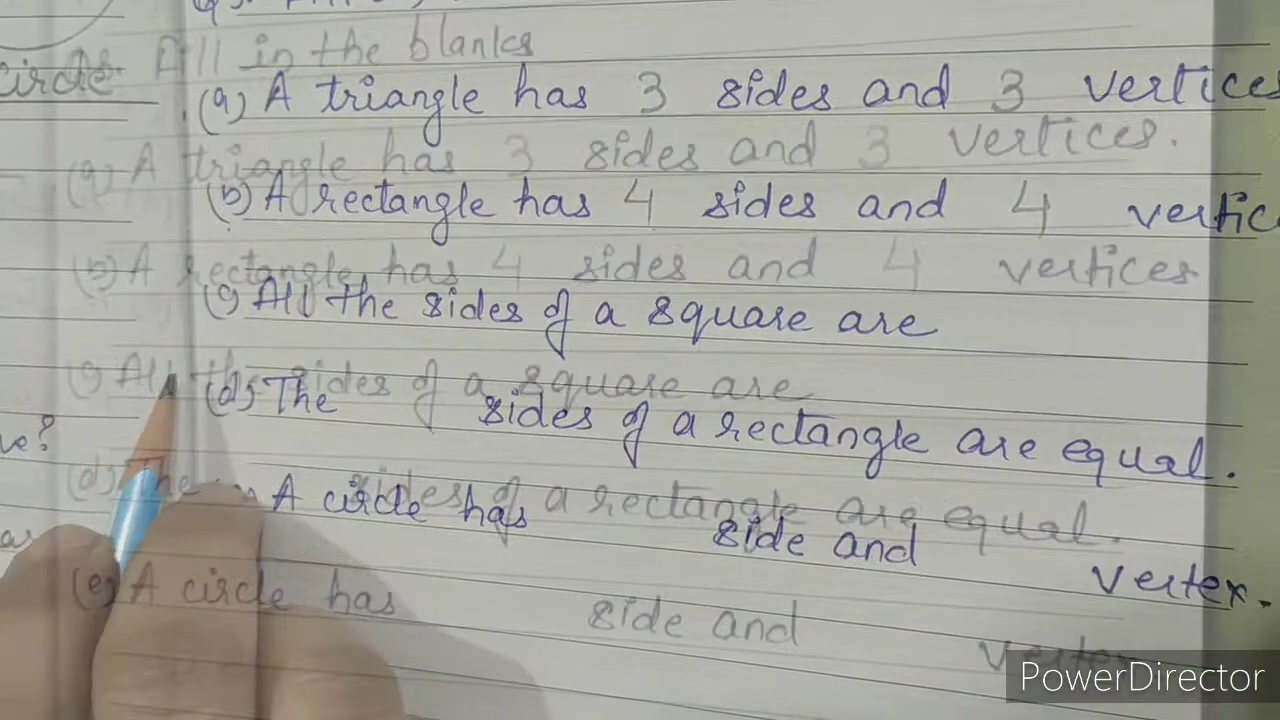 Fill in the blanks
circle
(a) A triangle has 3 sides and 3 vertices
(a) A triangle has 3 sides and 3 vertices.
(b) A rectangle has 4 sides and 4 vertic
(b) A rectangle has 4 sides and 4 vertices
(c) All the sides of a square are
(c) All the sides of a square are
(d) The sides of a rectangle are equal.
ve?
(d) The sides of a rectangle are equal.
A circle has side and vertex.
(e) A circle has side and vertex
PowerDirector